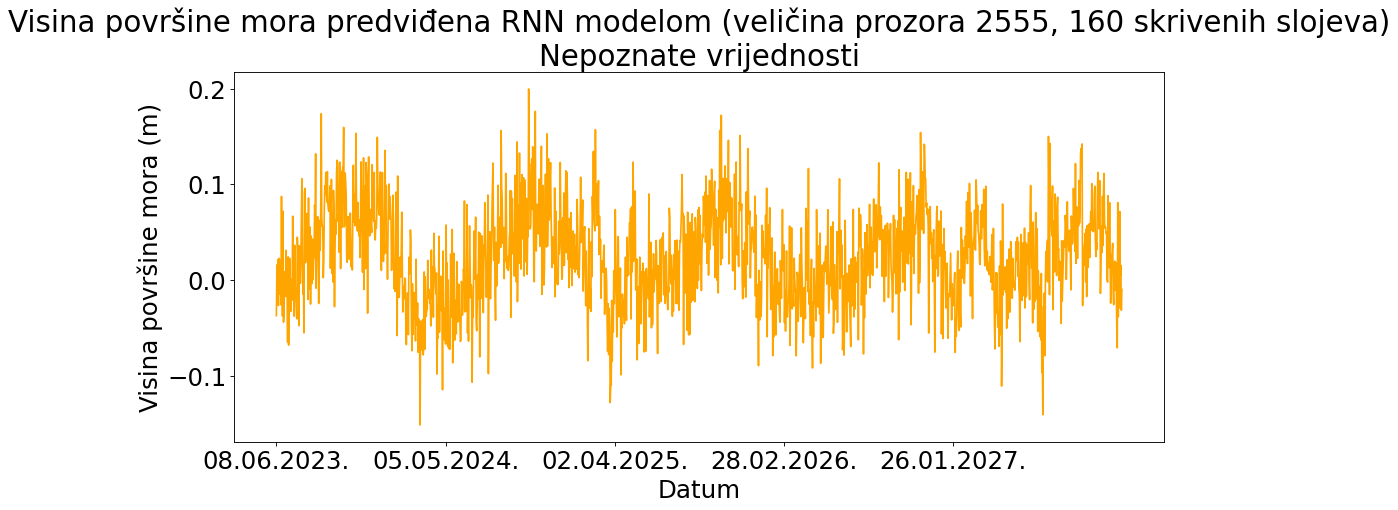 Visina površine mora predviđena RNN modelom (veličina prozora 2555, 160 skrivenih slojeva)
Nepoznate vrijednosti
Visina površine mora (m)
0.2
0.1
0.0
−0.1
08.06.2023. 05.05.2024. 02.04.2025. 28.02.2026. 26.01.2027.
Datum